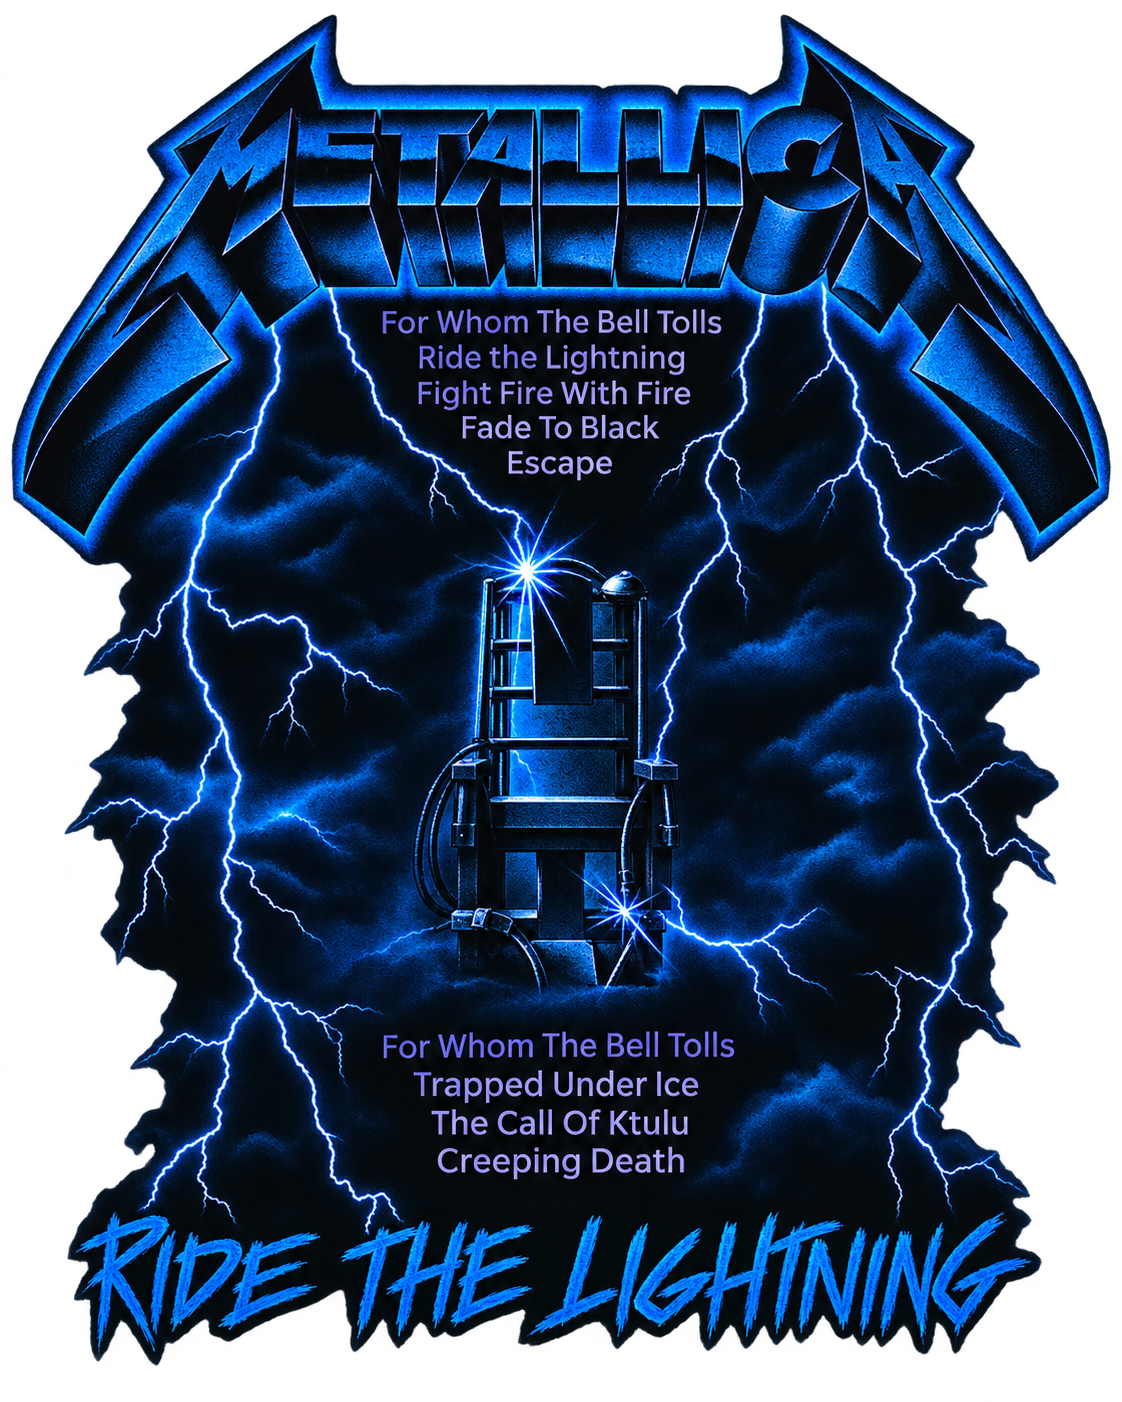 METALLICA
For Whom The Bell Tolls
Ride the Lightning
Fight Fire With Fire
Fade To Black
Escape
For Whom The Bell Tolls
Trapped Under Ice
The Call Of Ktulu
Creeping Death
RIDE THE LIGHTNING